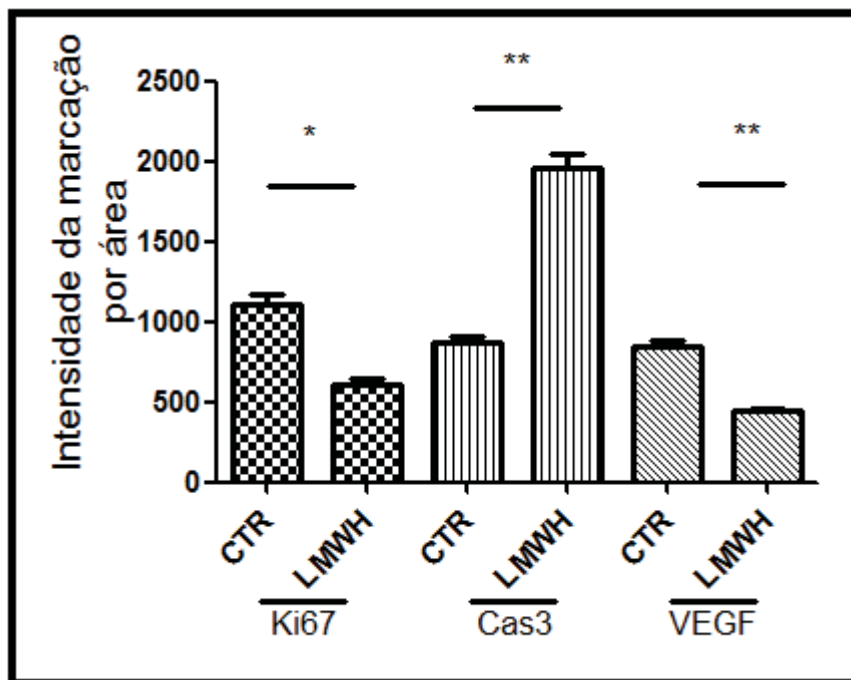 Intensidade da marcação
por área
2500
2000
1500
1000
500
0
*
**
**
CTR
LMWH
CTR
LMWH
CTR
LMWH
Ki67
Cas3
VEGF